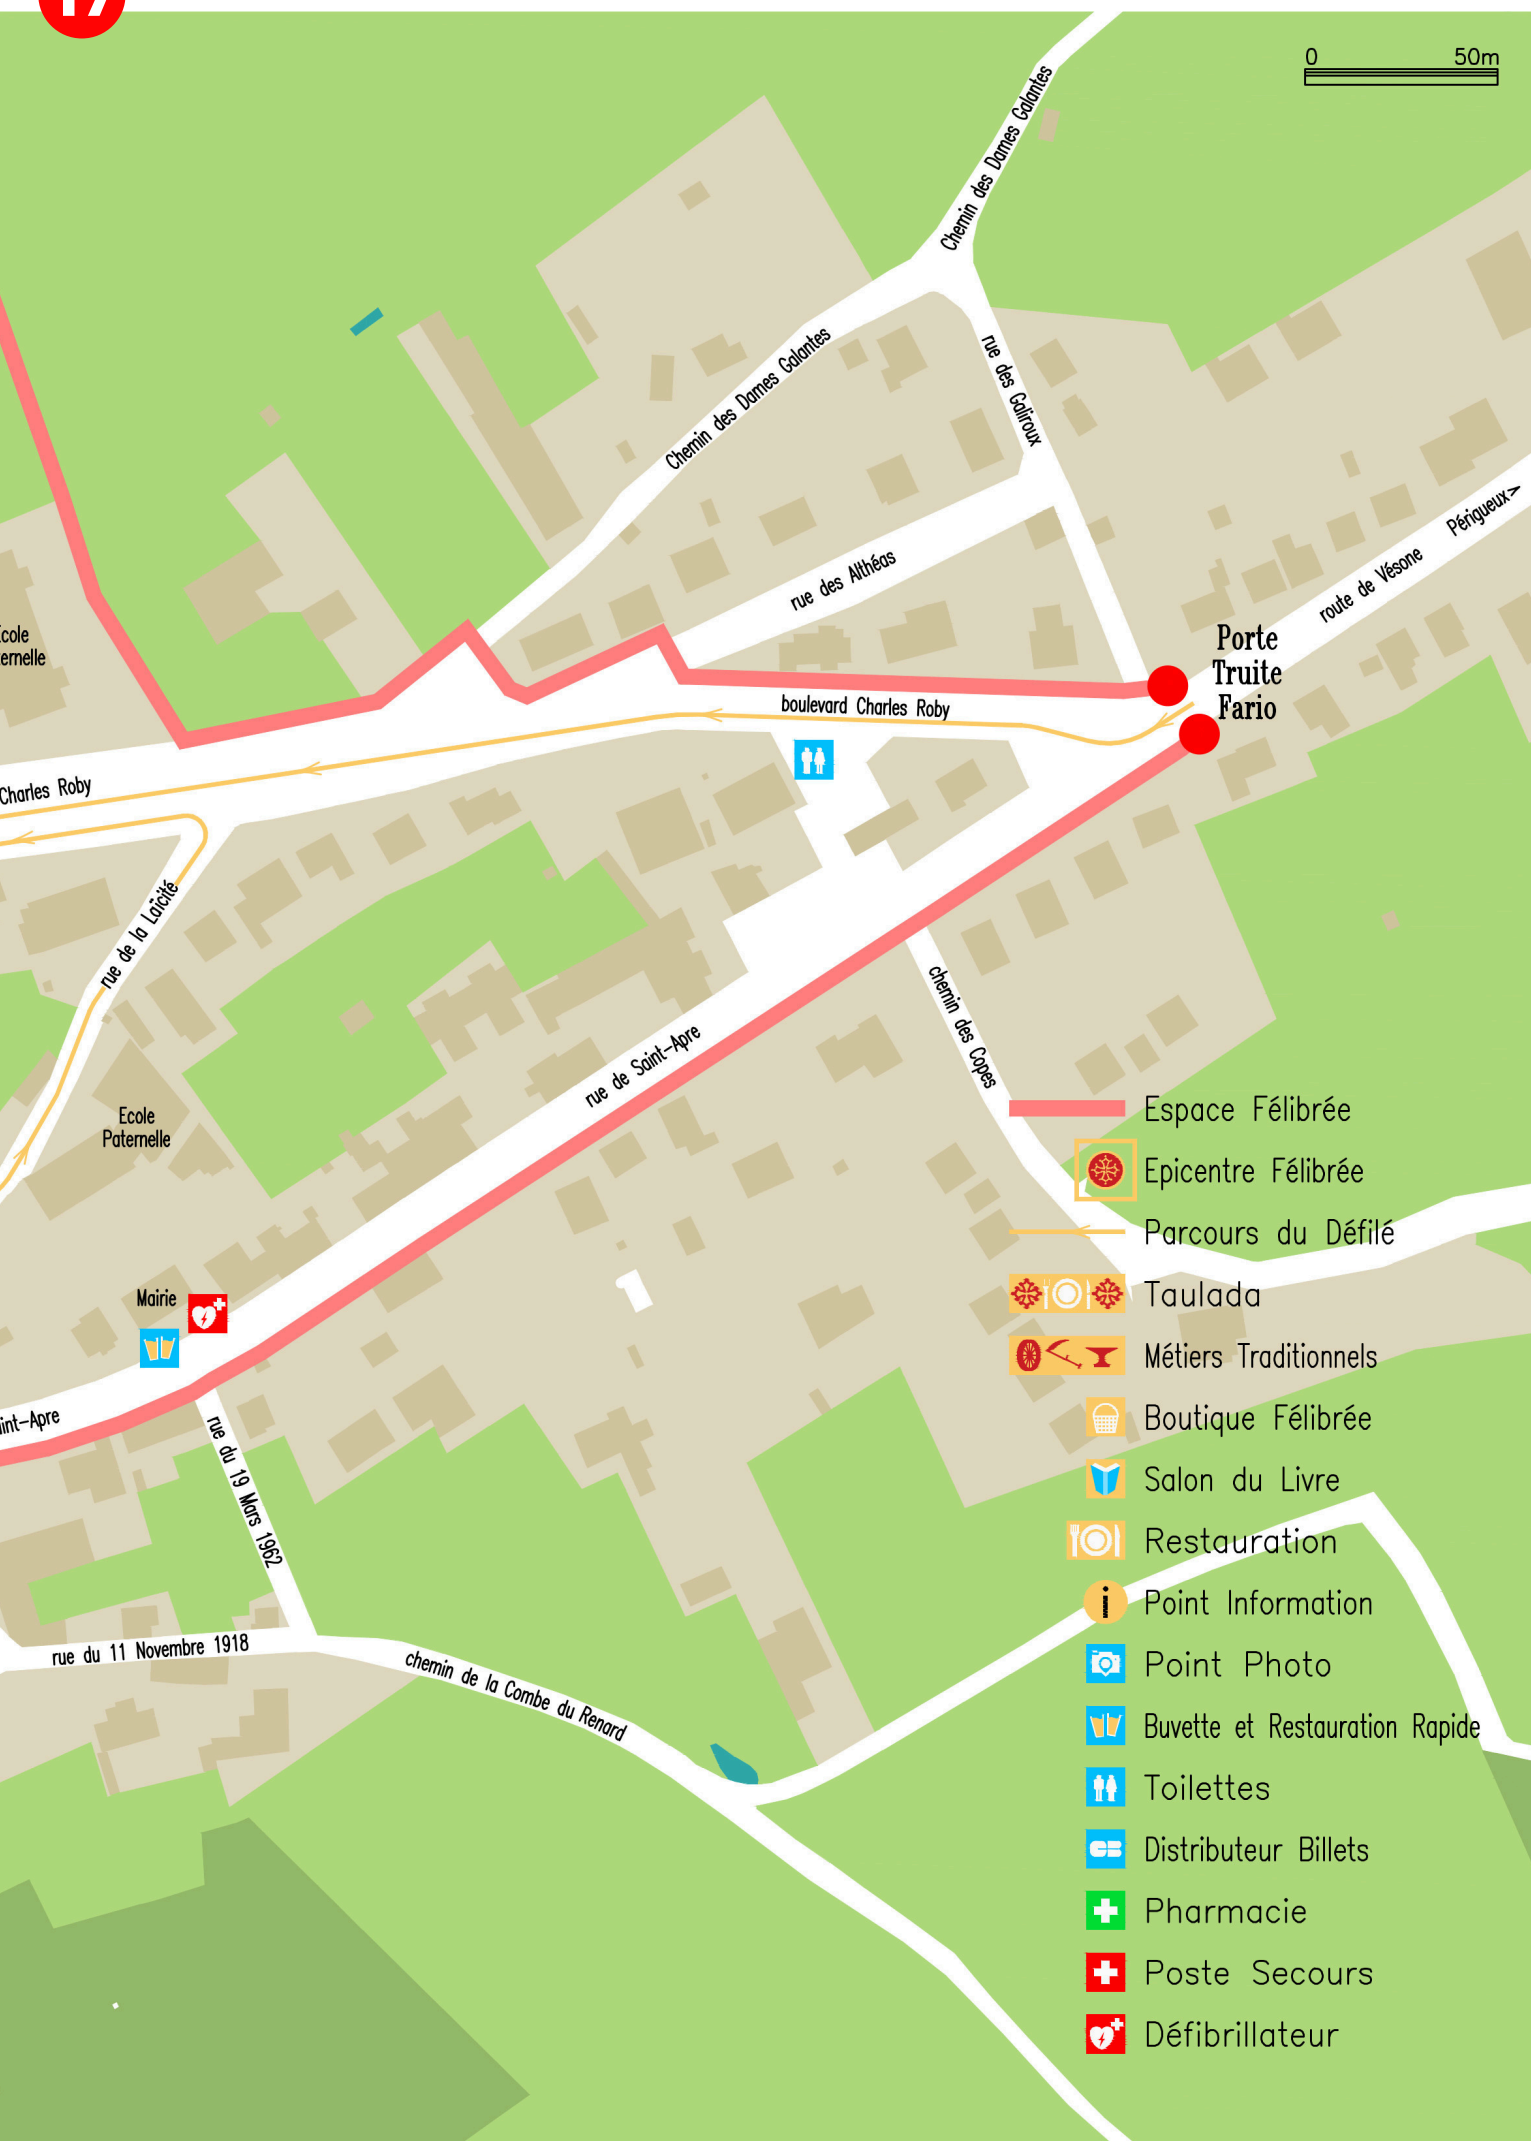 17
0 50m
Chemin des Dames Galantes
Chemin des Dames Galantes
rue des Galiroux
Périgueux>
route de Vésone
rue des Althéas
Porte
Truite
Fario
boulevard Charles Roby
Charles Roby
rue de la Laïcité
Ecole
Paternelle
rue de Saint-Apre
chemin des Copes
Mairie
int-Apre
rue du 19 Mars 1962
rue du 11 Novembre 1918
chemin de la Combe du Renard
Espace Félibrée
Epicentre Félibrée
Parcours du Défilé
Taulada
Métiers Traditionnels
Boutique Félibrée
Salon du Livre
Restauration
i Point Information
Point Photo
Buvette et Restauration Rapide
Toilettes
Distributeur Billets
Pharmacie
Poste Secours
Défibrillateur
cole
ernelle